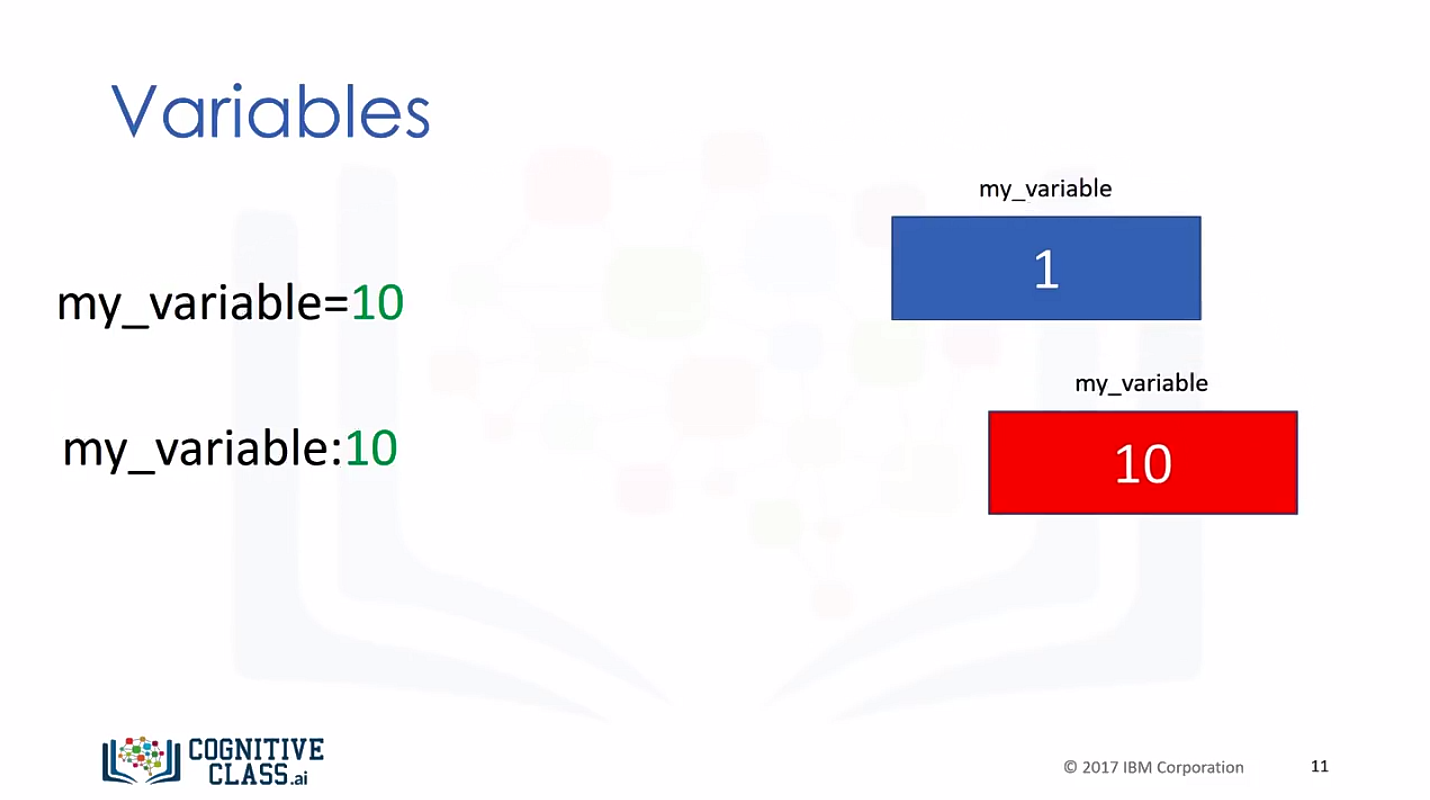 Variables
my_variable=10
my_variable:10
my_variable
1
my_variable
10
COGNITIVE
CLASS.ai
© 2017 IBM Corporation
11